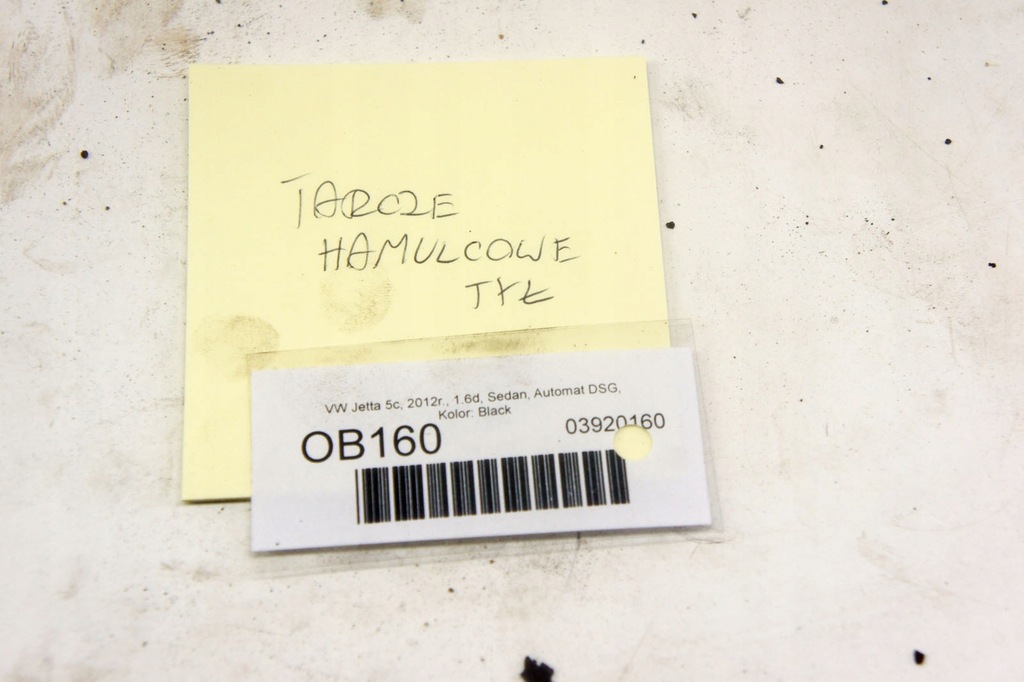 TARCZE
HAMULCOWE
TYŁ
VW Jetta 5c, 2012r., 1.6d, Sedan, Automat DSG,
Kolor: Black
OB160
03920160